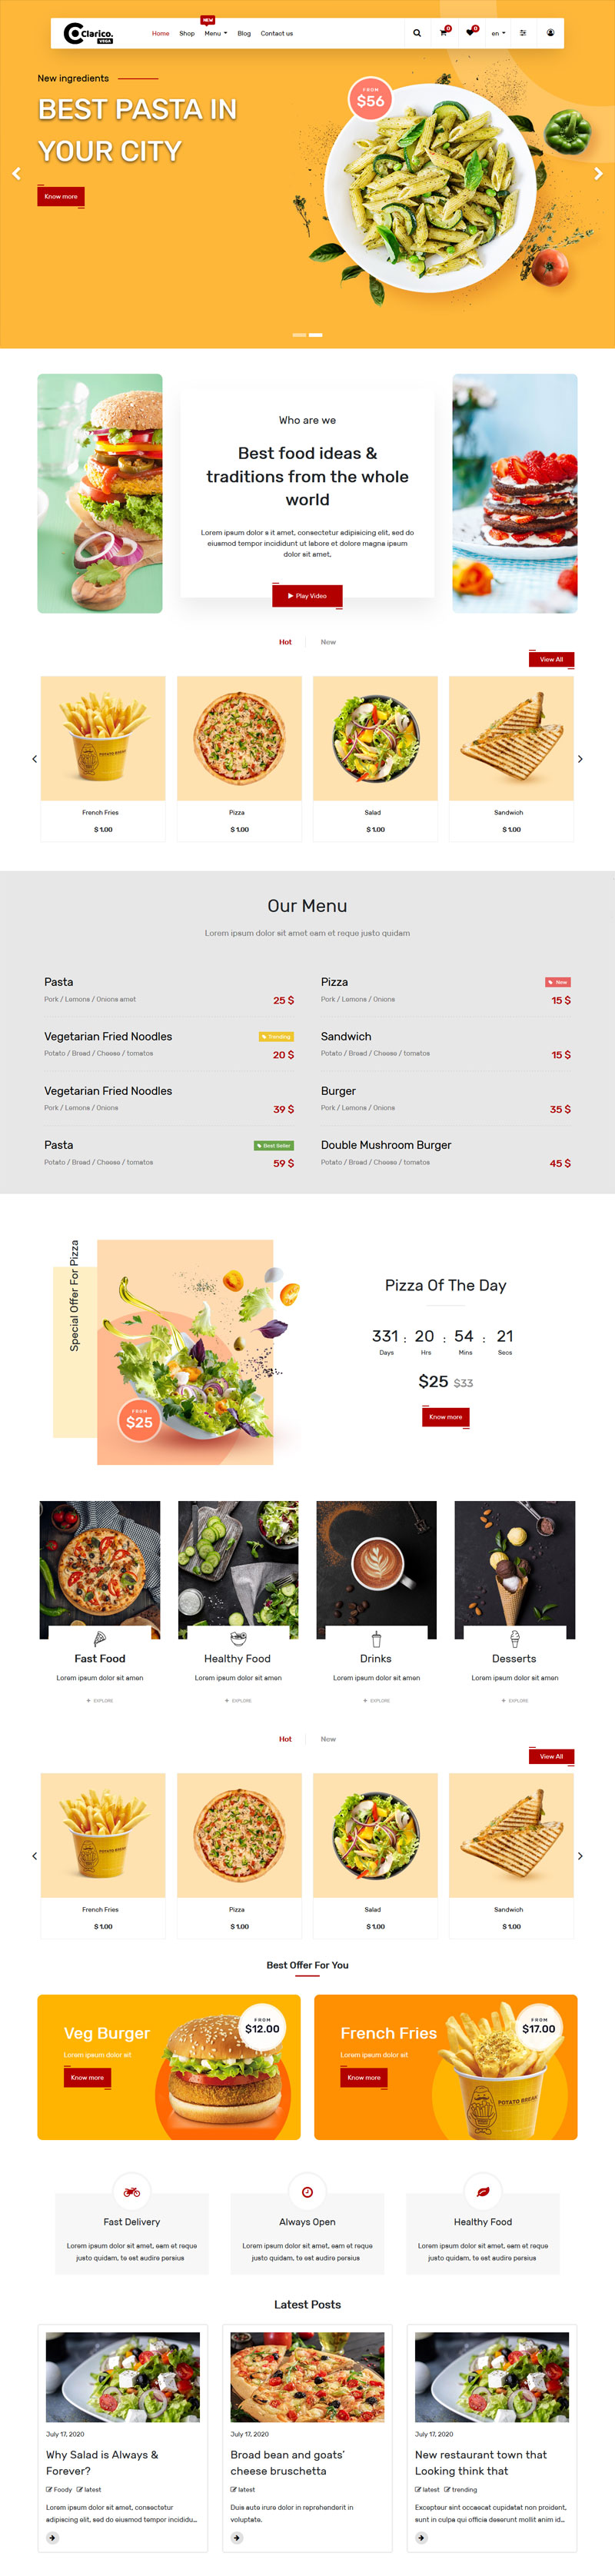 NEW
Clarico.
VEGA
Home Shop Menu Blog Contact us
0 0 en
New ingredients
BEST PASTA IN
YOUR CITY
Know more
FROM
$56
Who are we
Best food ideas &
traditions from the whole
world
Lorem ipsum dolor s it amet, consectetur adipisicing elit, sed do
eiusmod tempor incididunt ut labore et dolore magna ipsum
dolor sit amet,
Play Video
Hot New
View All
POTATO BREAK
French Fries Pizza Salad Sandwich
$ 1.00 $ 1.00 $ 1.00 $ 1.00
Our Menu
Lorem ipsum dolor sit amet eam et reque justo quidam
Pasta
Pork / Lemons / Onions amet 25 $
Pizza New
Pork / Lemons / Onions 15 $
Vegetarian Fried Noodles Trending
Potato / Bread / Cheese / tomatos 20 $
Sandwich
Potato / Bread / Cheese / tomatos 15 $
Vegetarian Fried Noodles
Pork / Lemons / Onions 39 $
Burger
Pork / Lemons / Onions 35 $
Pasta Best Seller
Potato / Bread / Cheese / tomatos 59 $
Double Mushroom Burger
Potato / Bread / Cheese / tomatos 45 $
Special Offer For Pizza
FROM
$25
Pizza Of The Day
331 : 20 : 54 : 21
Days Hrs Mins Secs
$25 $33
Know more
Fast Food Healthy Food Drinks Desserts
Lorem ipsum dolor sit amen Lorem ipsum dolor sit amen Lorem ipsum dolor sit amen Lorem ipsum dolor sit amen
+ EXPLORE + EXPLORE + EXPLORE + EXPLORE
Hot New
View All
POTATO BREAK
French Fries Pizza Salad Sandwich
$ 1.00 $ 1.00 $ 1.00 $ 1.00
Best Offer For You
Veg Burger
Lorem ipsum dolor sit
Know more
FROM
$12.00
French Fries
Lorem ipsum dolor sit
Know more
FROM
$17.00
POTATO BREAK
Fast Delivery
Lorem ipsum dolor sit amet, eam et reque
justo quidam, te est audire persius
Always Open
Lorem ipsum dolor sit amet, eam et reque
justo quidam, te est audire persius
Healthy Food
Lorem ipsum dolor sit amet, eam et reque
justo quidam, te est audire persius
Latest Posts
July 17, 2020
Why Salad is Always &
Forever?
Foody latest
Lorem ipsum dolor sit amet, consectetur
adipiscing elit, sed do eiusmod tempor incididu...
July 17, 2020
Broad bean and goats'
cheese bruschetta
latest
Duis aute irure dolor in reprehenderit in
voluptate.
July 17, 2020
New restaurant town that
Looking think that
latest trending
Excepteur sint occaecat cupidatat non proident,
sunt in culpa qui officia deserunt mollit anim id...